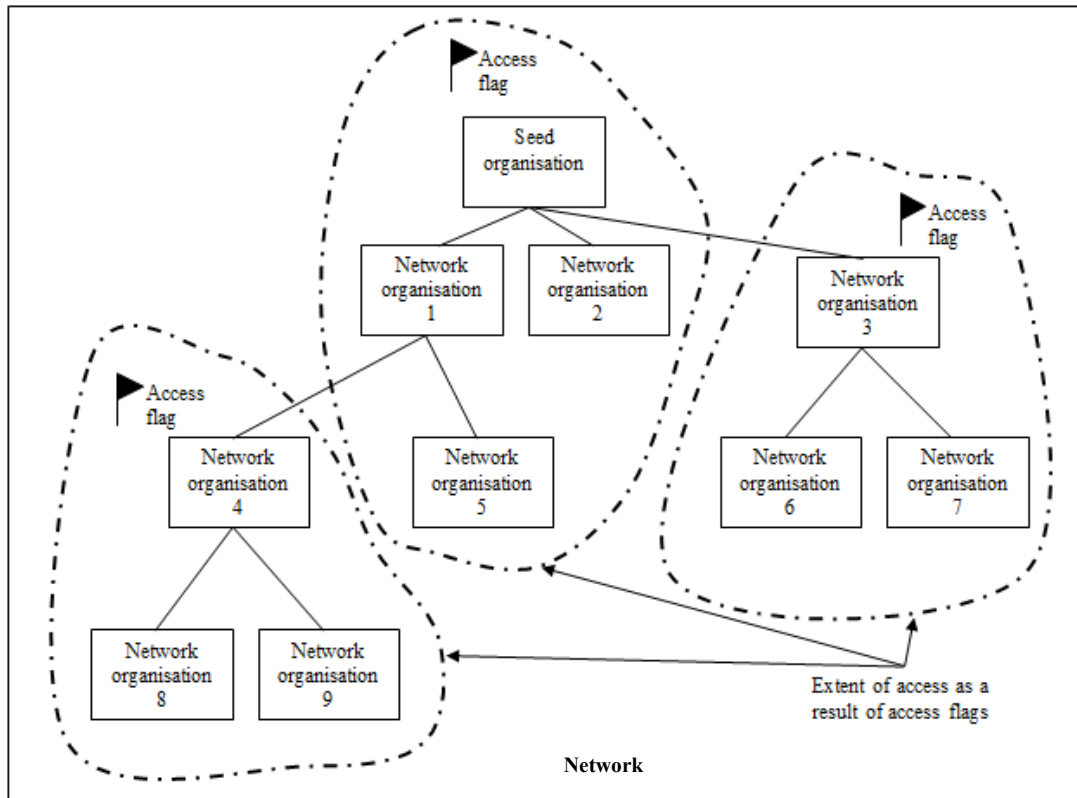 Access
flag
Seed
organisation
Access
flag
Network
organisation
1
Network
organisation
2
Network
organisation
3
Access
flag
Network
organisation
4
Network
organisation
5
Network
organisation
6
Network
organisation
7
Network
organisation
8
Network
organisation
9
Extent of access as a
result of access flags
Network